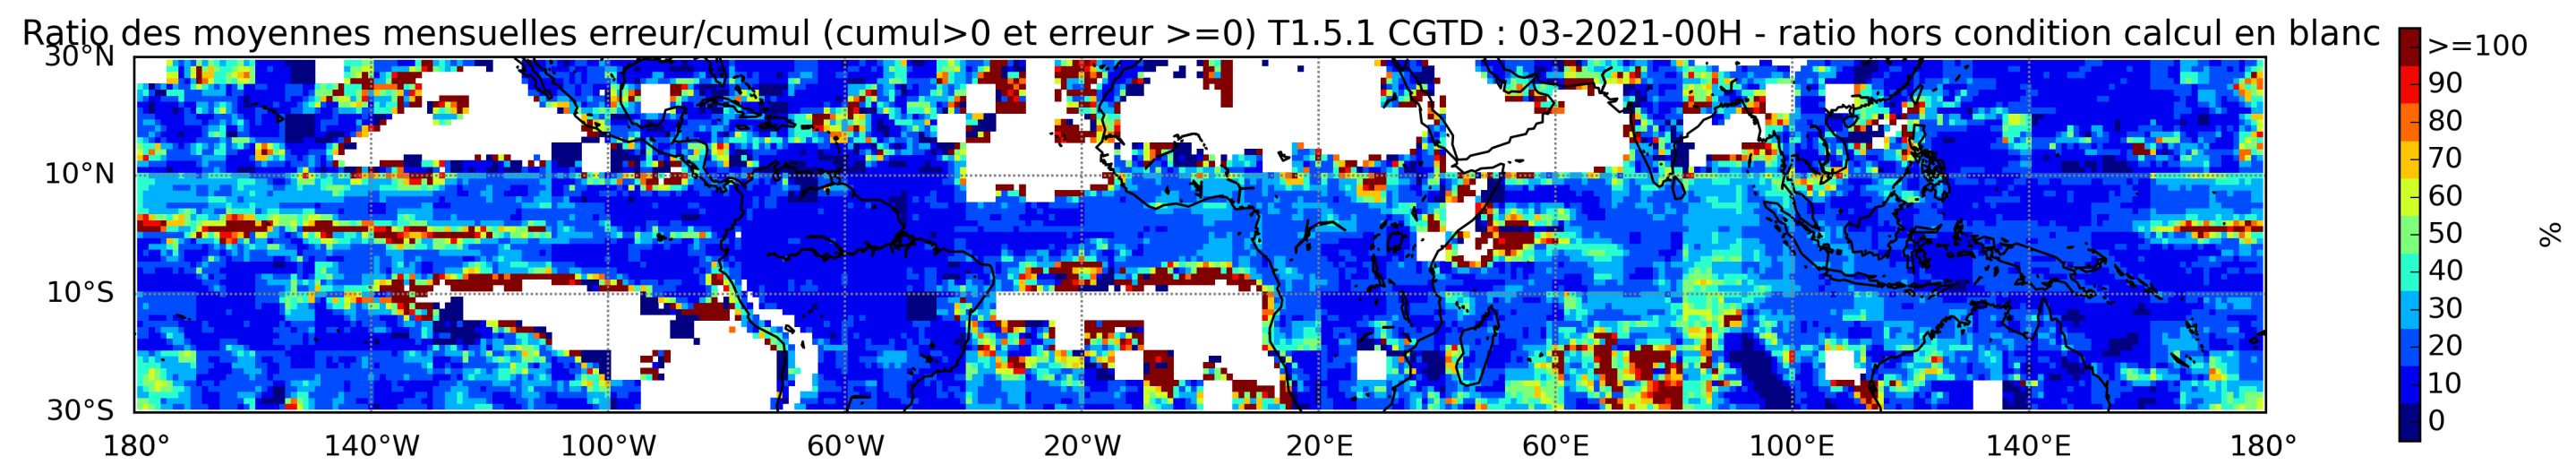 Ratio des moyennes mensuelles erreur/cumul (cumul>0 et erreur >=0) T1.5.1 CGTD : 03-2021-00H - ratio hors condition calcul en blanc
30°N
10°N
10°S
30°S
180°
140°W
100°W
60°W
20°W
20°E
60°E
100°E
140°E
180°
>=100
90
80
70
60
50
40
30
20
10
0
%